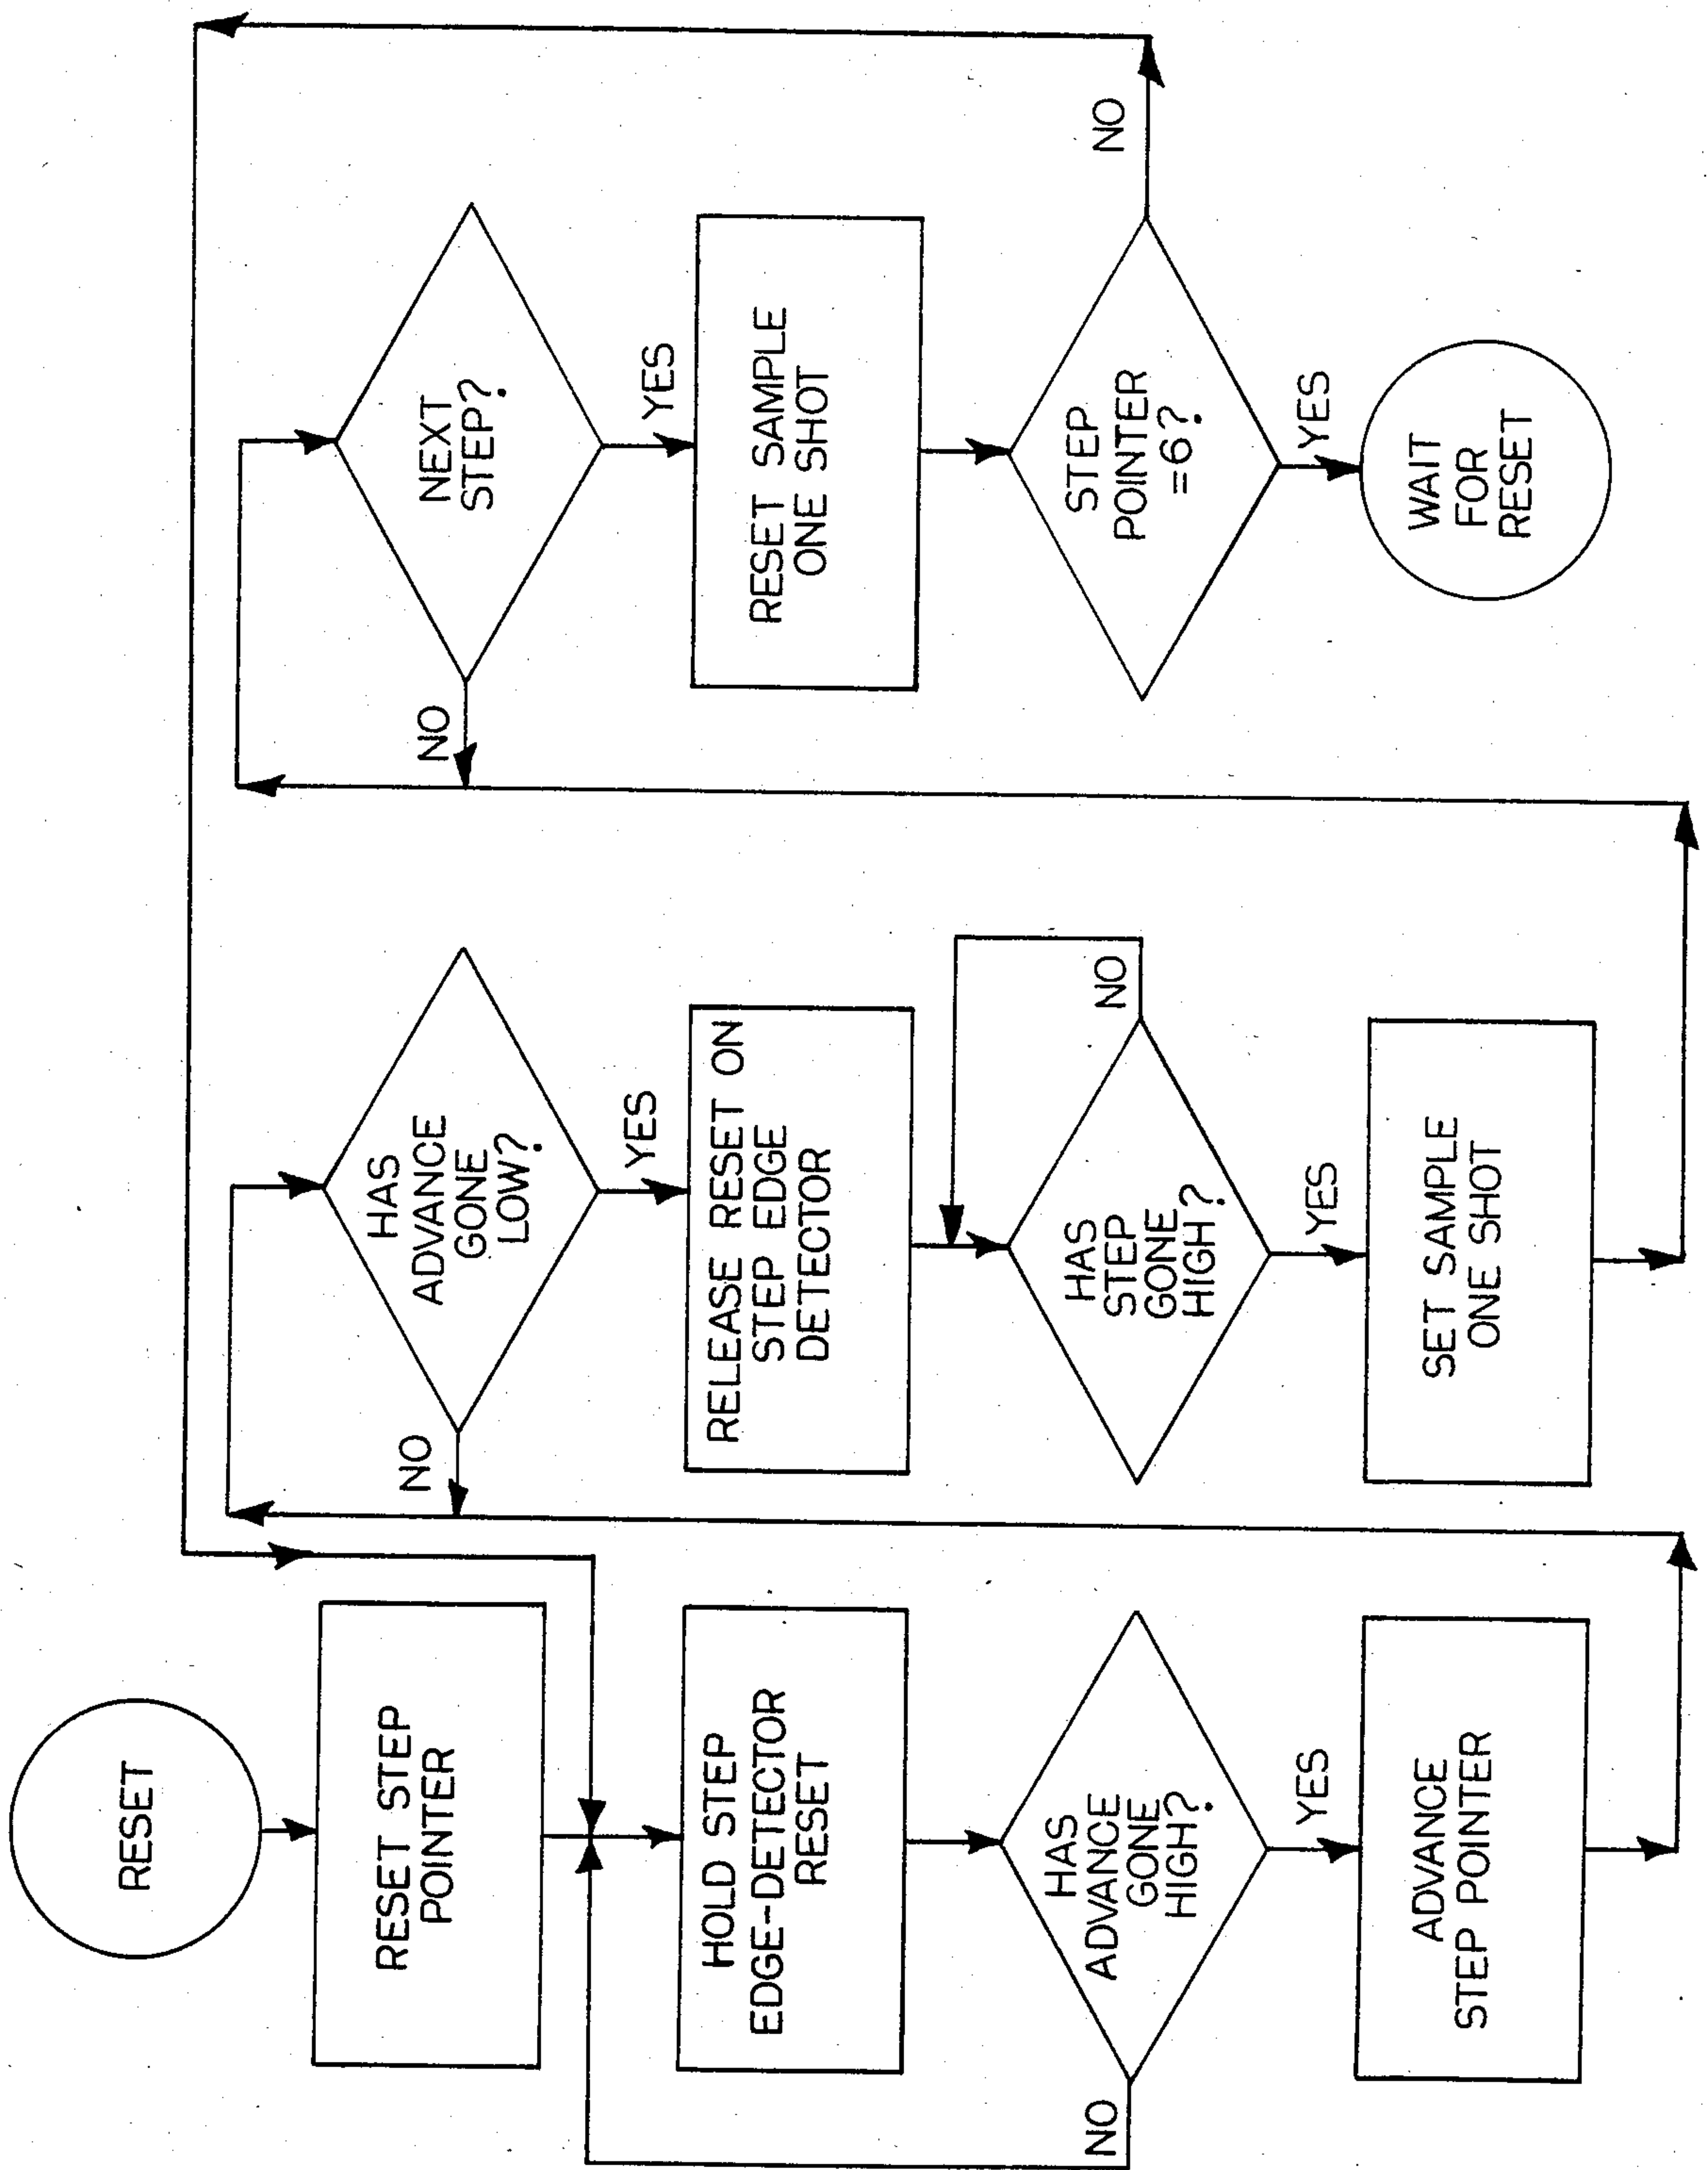 RESET
RESET STEP
POINTER
HOLD STEP
EDGE-DETECTOR
RESET
HAS
ADVANCE
GONE
HIGH?
NO
YES
ADVANCE
STEP POINTER
HAS
ADVANCE
GONE
LOW?
NO
YES
RELEASE RESET ON
STEP EDGE
DETECTOR
HAS
STEP
GONE
HIGH?
NO
YES
SET SAMPLE
ONE SHOT
NEXT
STEP?
NO
YES
RESET SAMPLE
ONE SHOT
STEP
POINTER
=6?
NO
YES
WAIT
FOR
RESET